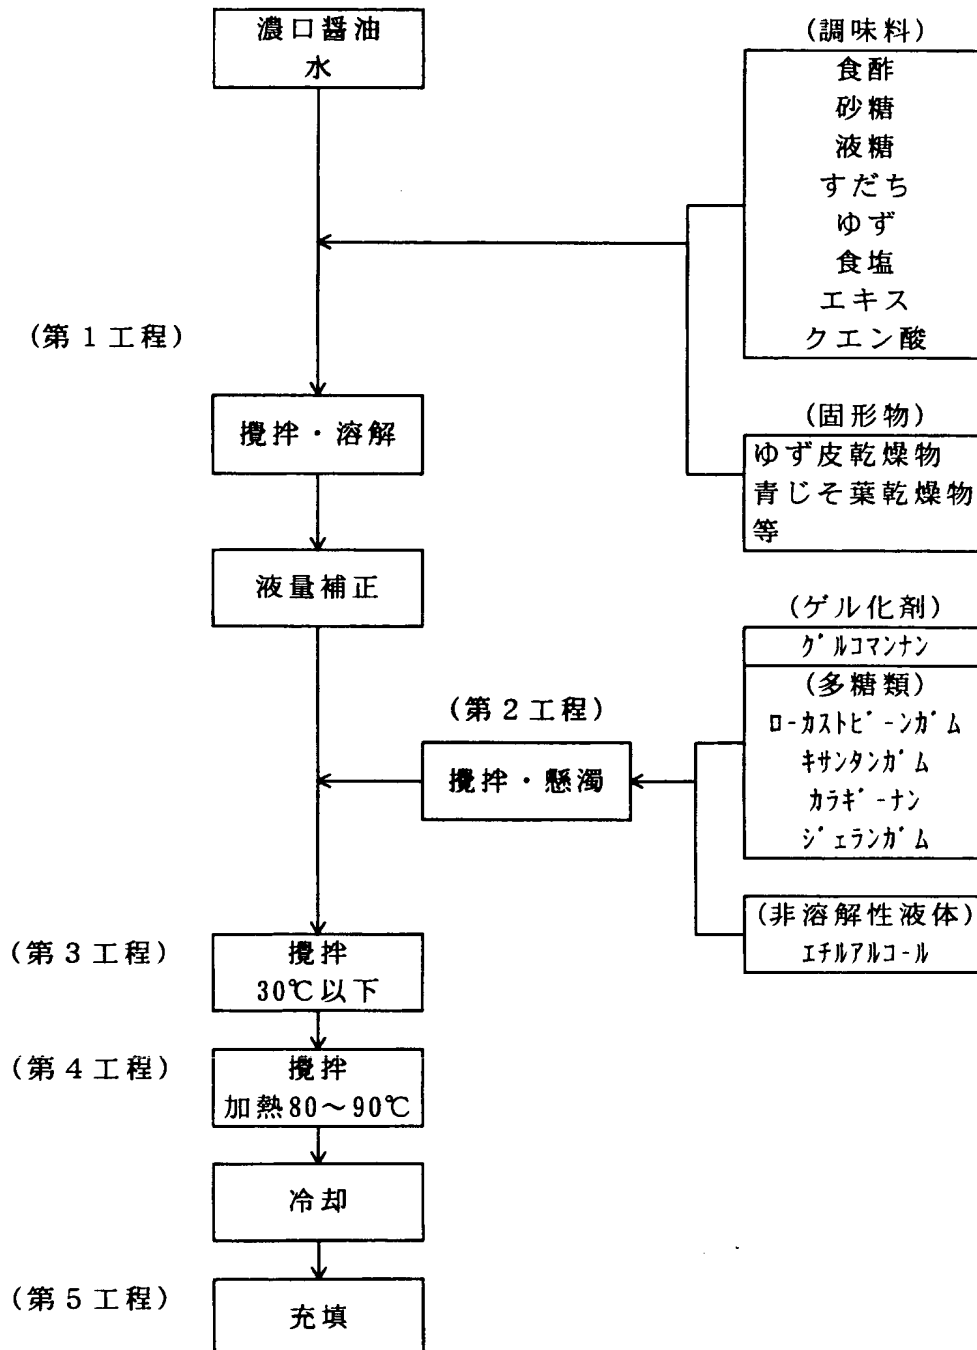 濃口醤油
水
(調味料)
食酢
砂糖
液糖
すだち
ゆず
食塩
エキス
クエン酸
(第1工程)
攪拌・溶解
(固形物)
ゆず皮乾燥物
青じそ葉乾燥物
等
液量補正
(ゲル化剤)
グルコマンナン
(多糖類)
ローカストビーンガム
キサンタンガム
カラギーナン
ジェランガム
(第2工程)
攪拌・懸濁
(非溶解性液体)
エチルアルコール
(第3工程)
攪拌
30℃以下
(第4工程)
攪拌
加熱80~90℃
冷却
(第5工程)
充填